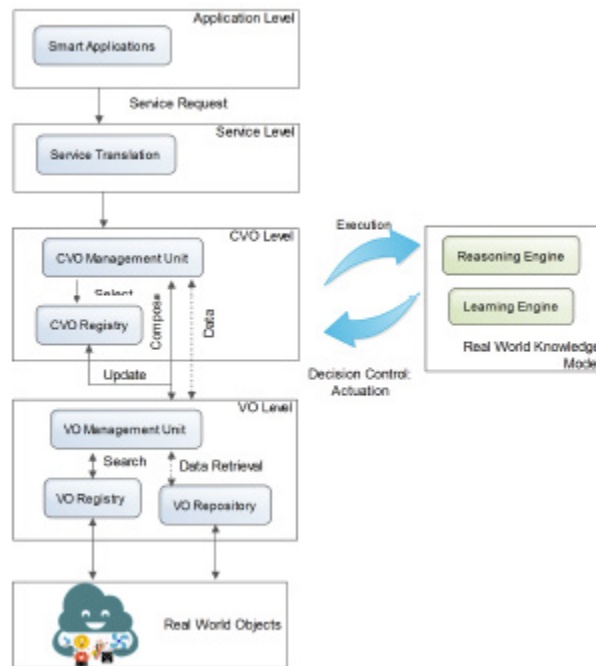 Application Level
Smart Applications
Service Request
Service Level
Service Translation
CVO Level
CVO Management Unit
Select
CVO Registry
Compose
Data
Update
Execution
Reasoning Engine
Learning Engine
Real World Knowledge
Model
Decision Control:
Actuation
VO Level
VO Management Unit
Search
Data Retrieval
VO Registry
VO Repository
Real World Objects